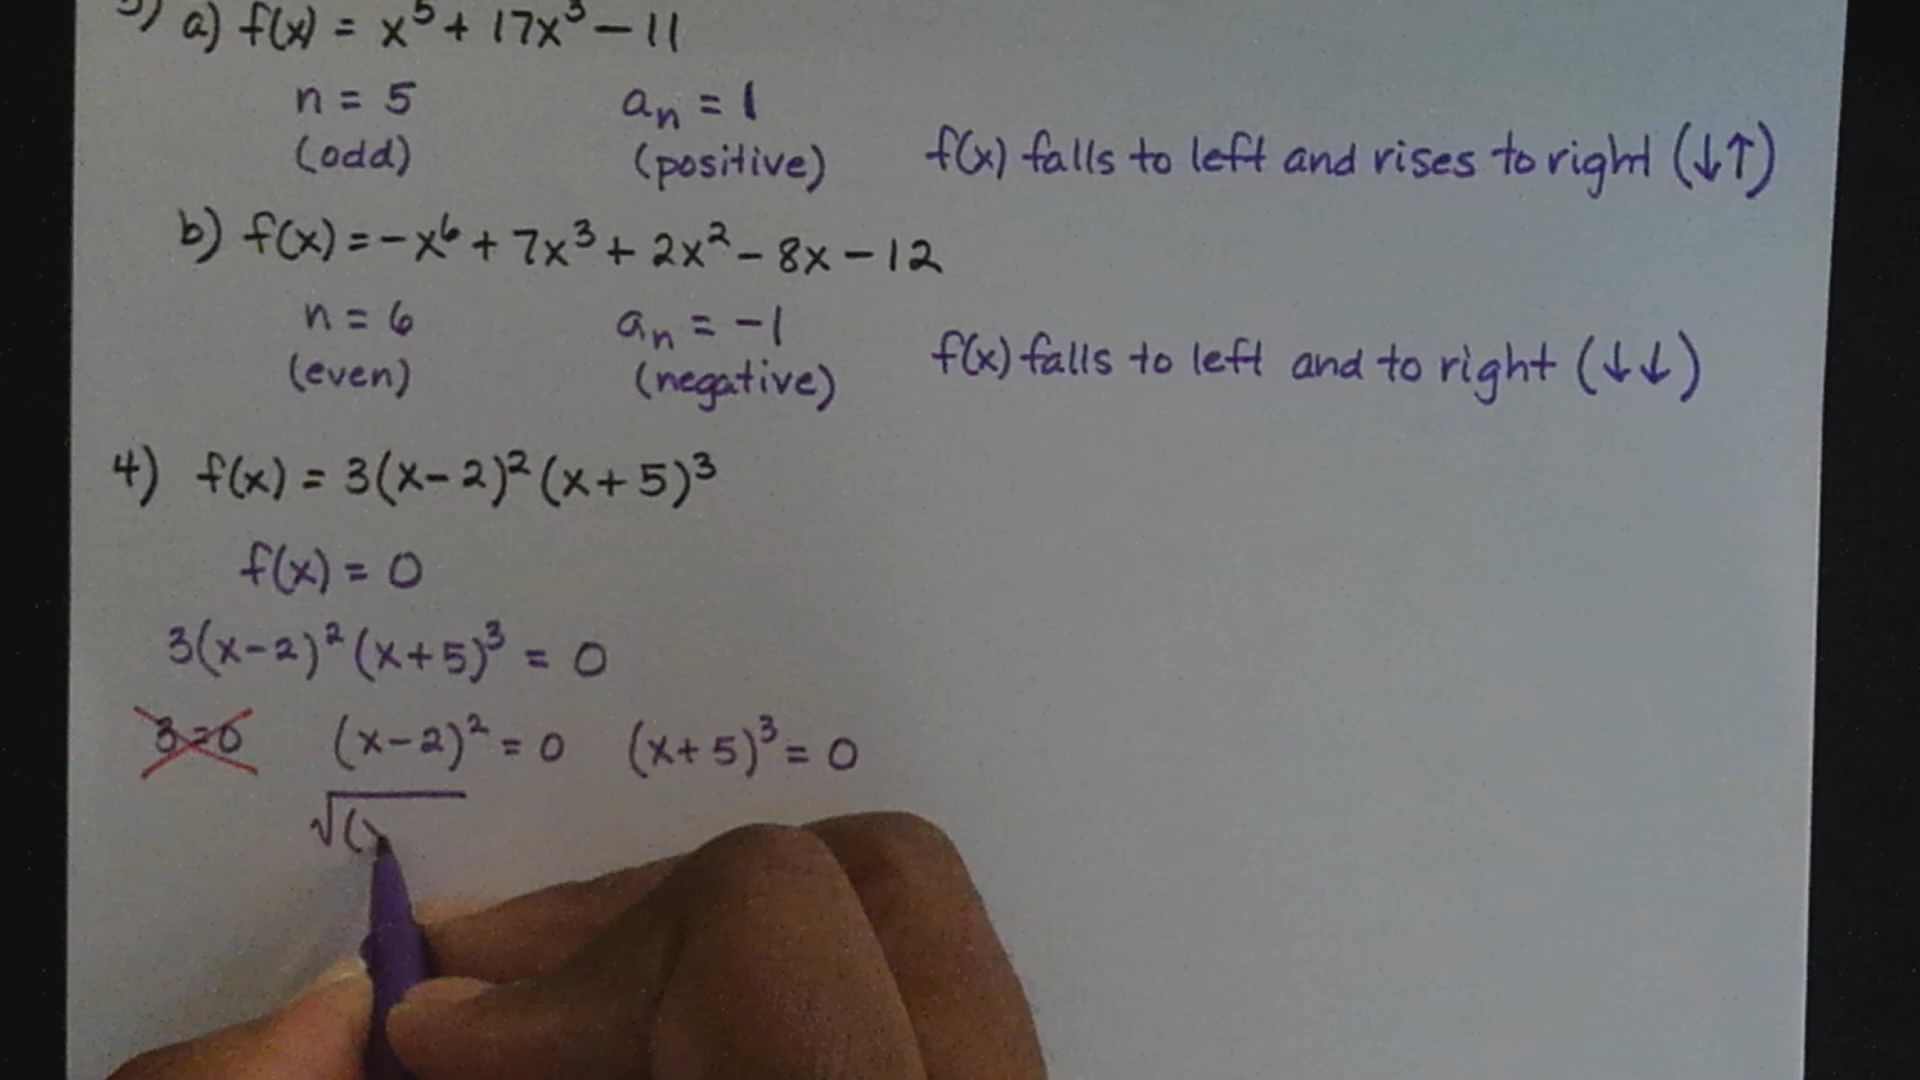 3) a) f(x) = x⁵ + 17x³ − 11
n = 5 aₙ = 1
(odd) (positive) f(x) falls to left and rises to right (↓↑)
b) f(x) = −x⁶ + 7x³ + 2x² − 8x − 12
n = 6 aₙ = −1
(even) (negative) f(x) falls to left and to right (↓↓)
4) f(x) = 3(x−2)²(x+5)³
f(x) = 0
3(x−2)²(x+5)³ = 0
3=0 (x−2)² = 0 (x+5)³ = 0
√(x